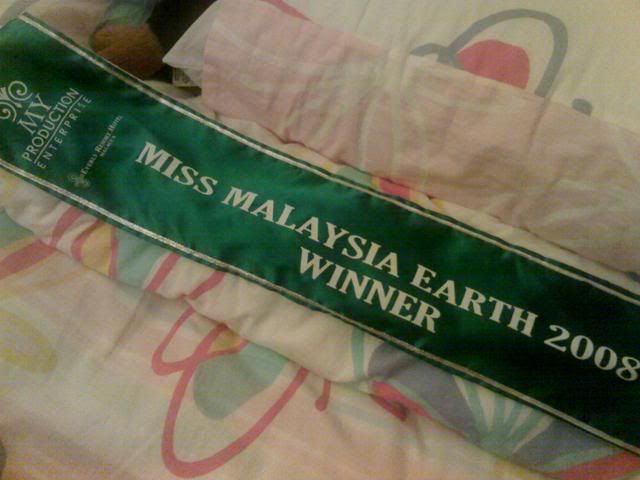 MY
PRODUCTION
ENTERPRISE
MISS MALAYSIA EARTH 2008
WINNER